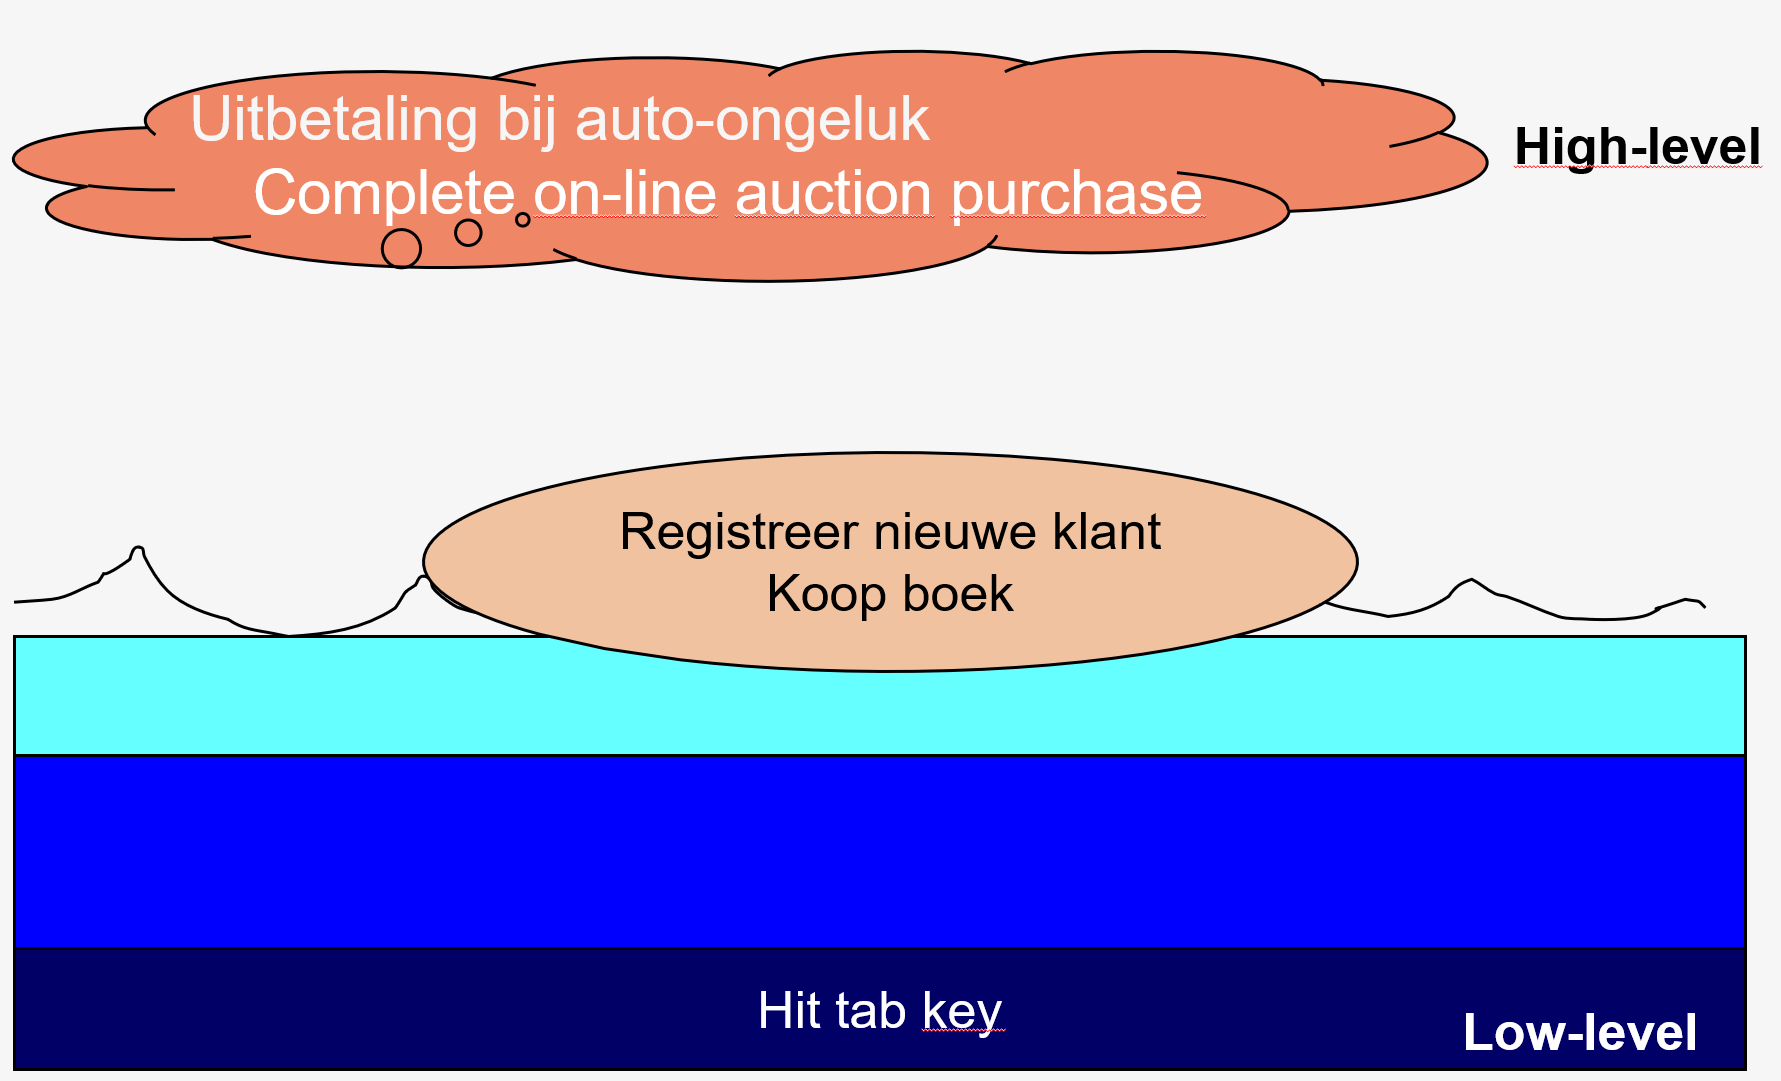 Uitbetaling bij auto-ongeluk
Complete on-line auction purchase
High-level
Registreer nieuwe klant
Koop boek
Hit tab key
Low-level